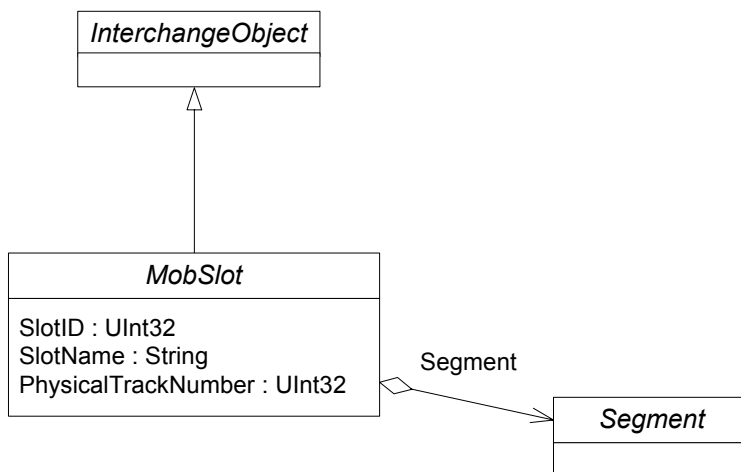 InterchangeObject
MobSlot
SlotID : UInt32
SlotName : String
PhysicalTrackNumber : UInt32
Segment
Segment